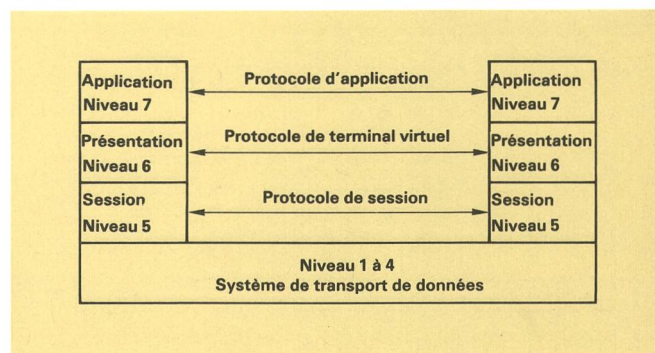 Application
Niveau 7
Protocole d'application
Application
Niveau 7
Présentation
Niveau 6
Protocole de terminal virtuel
Présentation
Niveau 6
Session
Niveau 5
Protocole de session
Session
Niveau 5
Niveau 1 à 4
Système de transport de données